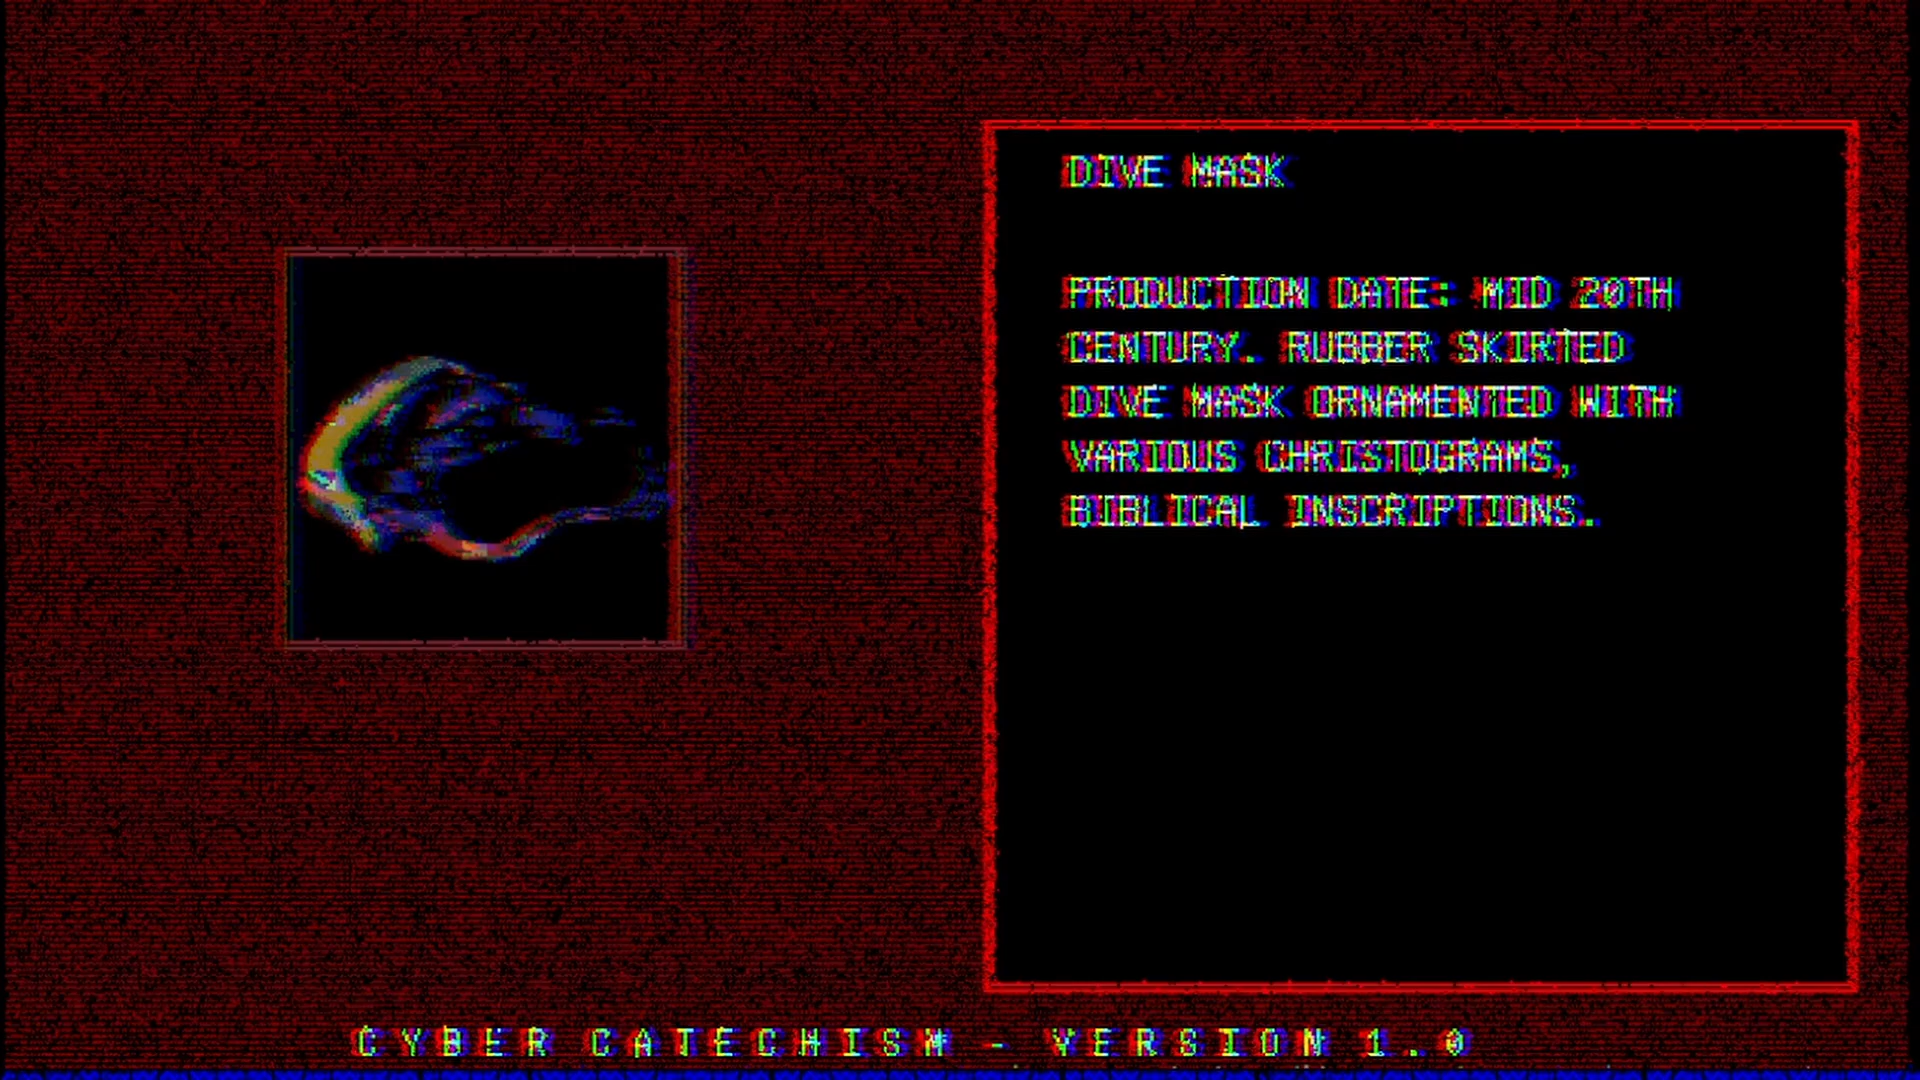 DIVE MASK
PRODUCTION DATE: MID 20TH
CENTURY. RUBBER SKIRTED
DIVE MASK ORNAMENTED WITH
VARIOUS CHRISTOGRAMS,
BIBLICAL INSCRIPTIONS.
CYBER CATECHISM - VERSION 1.0